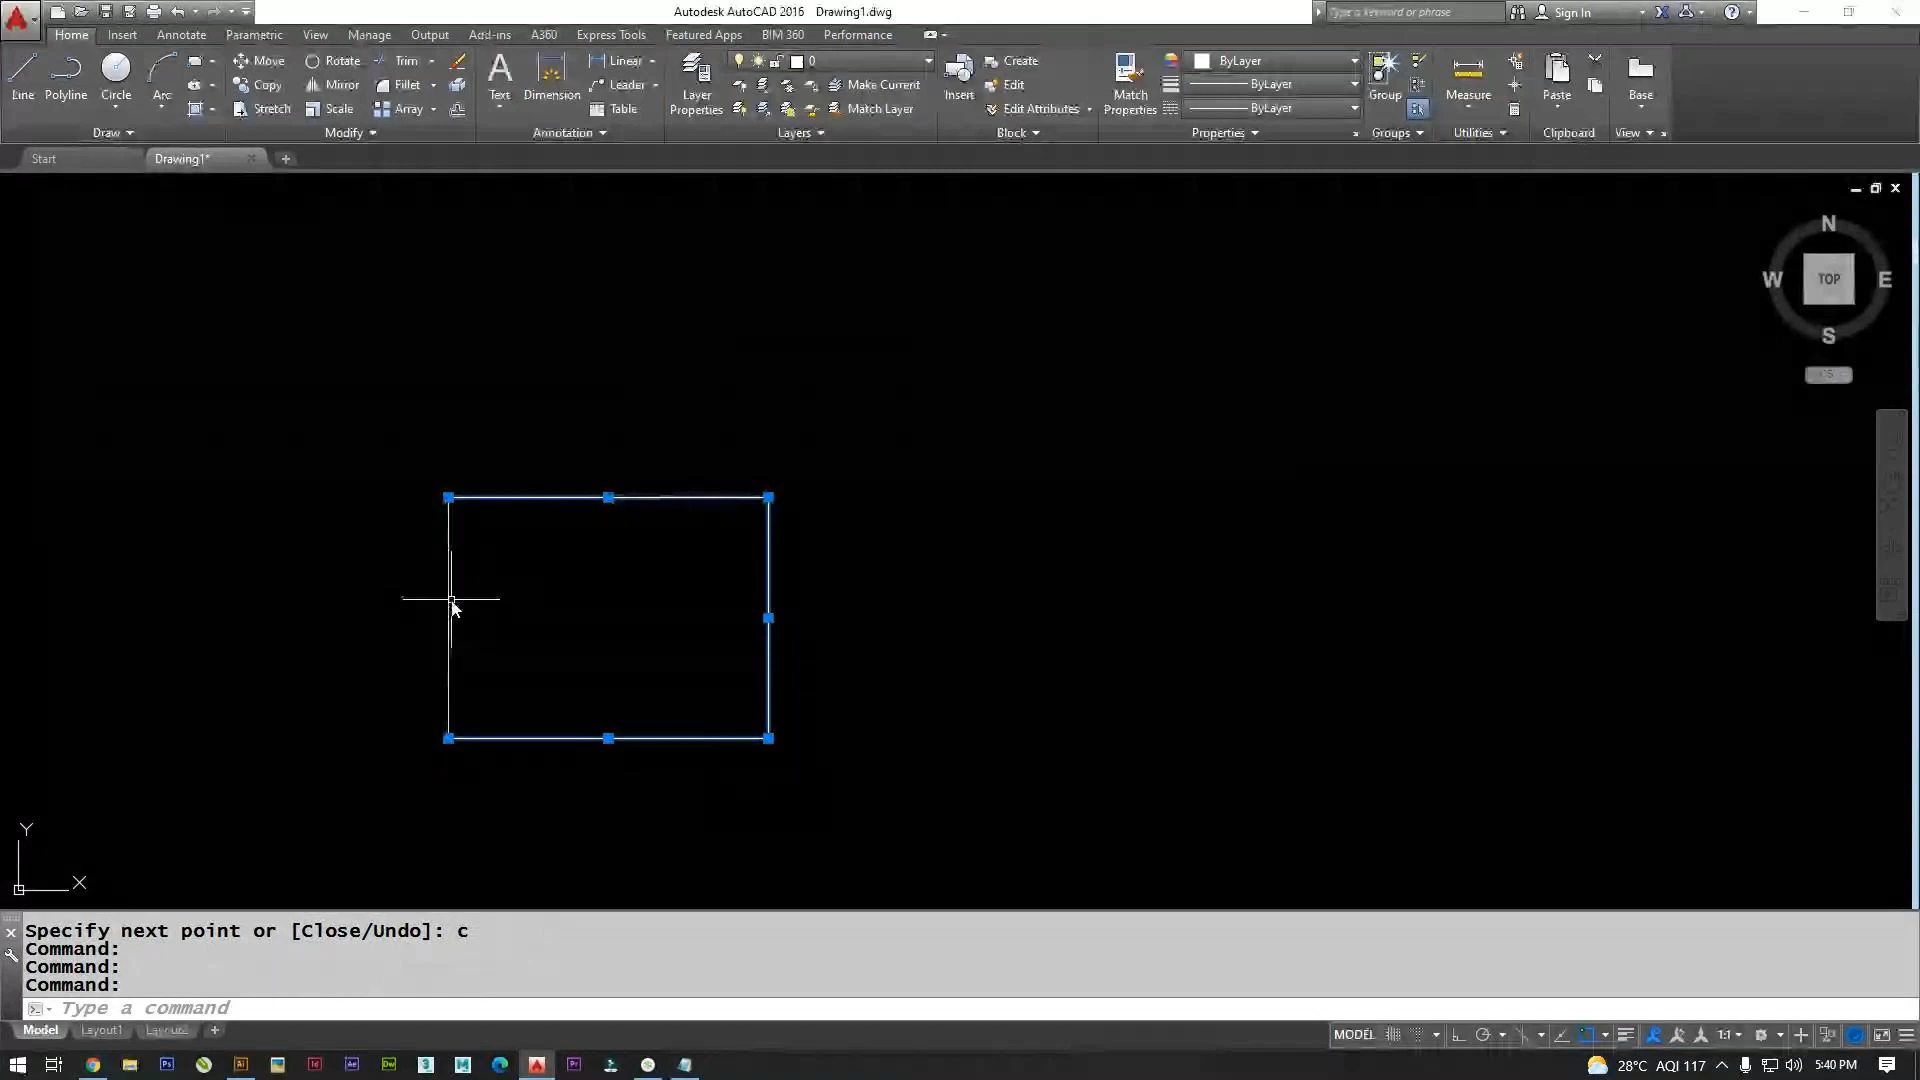 Autodesk AutoCAD 2016 Drawing1.dwg
Type a keyword or phrase
Sign In
Home Insert Annotate Parametric View Manage Output Add-ins A360 Express Tools Featured Apps BIM 360 Performance
Line Polyline Circle Arc
Move Rotate Trim
Copy Mirror Fillet
Stretch Scale Array
Text Dimension
Linear
Leader
Table
Layer Properties
0
Make Current
Match Layer
Insert
Create
Edit
Edit Attributes
Match Properties
ByLayer
ByLayer
ByLayer
Group
Measure
Paste
Base
Draw Modify Annotation Layers Block Properties Groups Utilities Clipboard View
Start Drawing1*
N
W TOP E
S
Y
X
Specify next point or [Close/Undo]: c
Command:
Command:
Command:
Type a command
Model Layout1 Layout2
MODEL 1:1
28°C AQI 117 5:40 PM